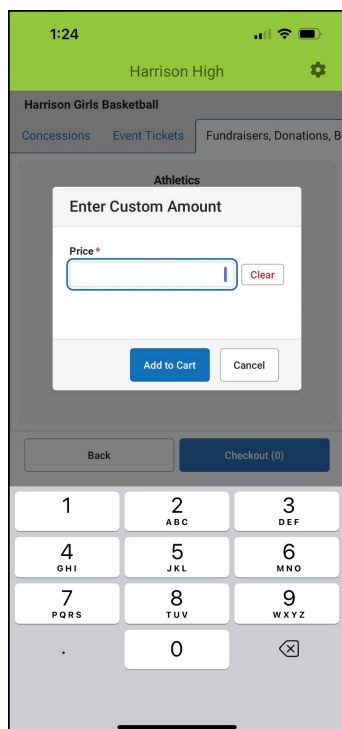 1:24
Harrison High
Harrison Girls Basketball
Concessions Event Tickets Fundraisers, Donations, B
Athletics
Enter Custom Amount
Price *
Clear
Add to Cart Cancel
Back Checkout (0)
1 2 3
ABC DEF
4 5 6
GHI JKL MNO
7 8 9
PQRS TUV WXYZ
. 0